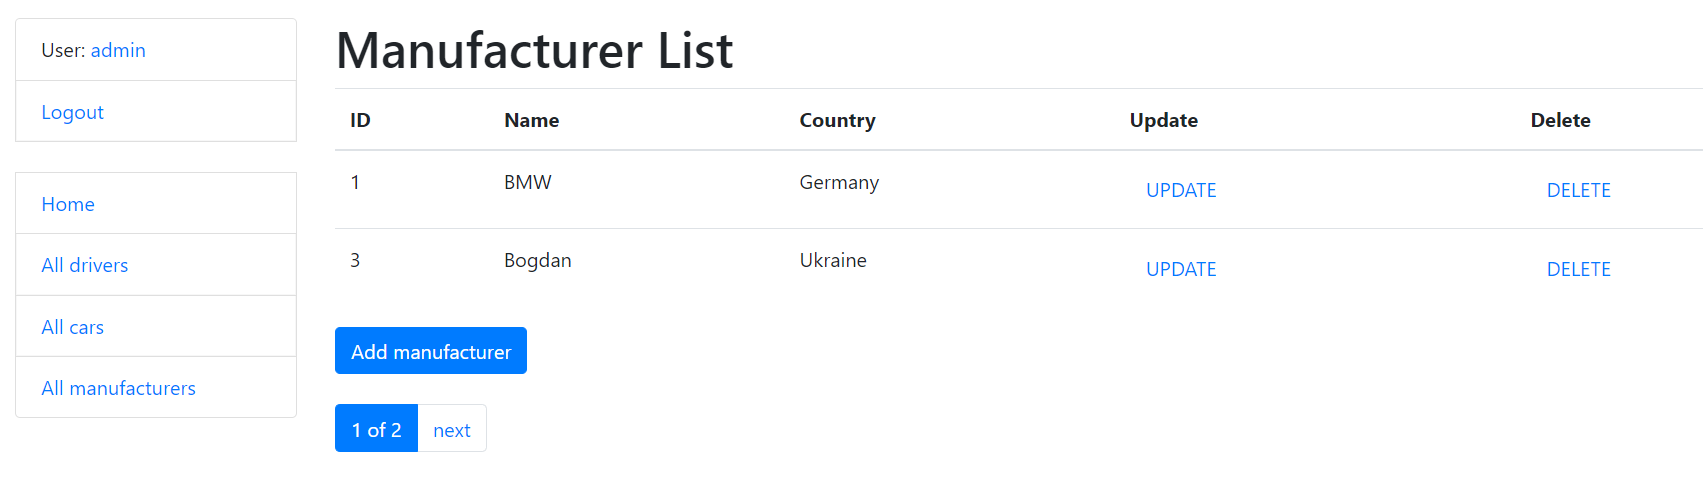 User: admin
Logout
Home
All drivers
All cars
All manufacturers
Manufacturer List
ID Name Country Update Delete
1 BMW Germany UPDATE DELETE
3 Bogdan Ukraine UPDATE DELETE
Add manufacturer
1 of 2 next